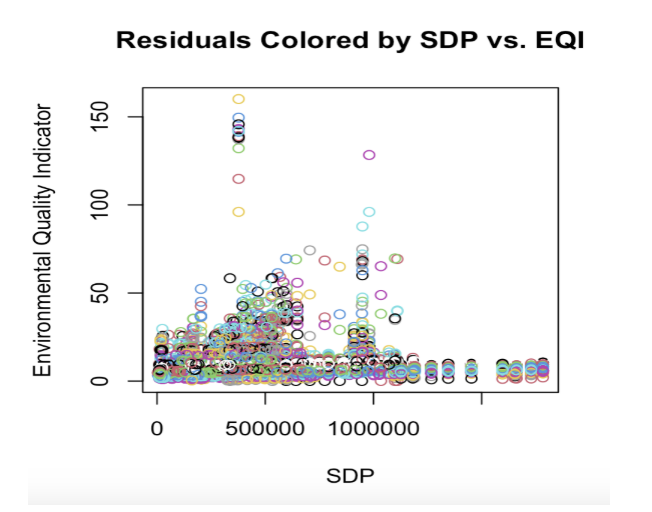 Residuals Colored by SDP vs. EQI
Environmental Quality Indicator
150
100
50
0
0 500000 1000000
SDP